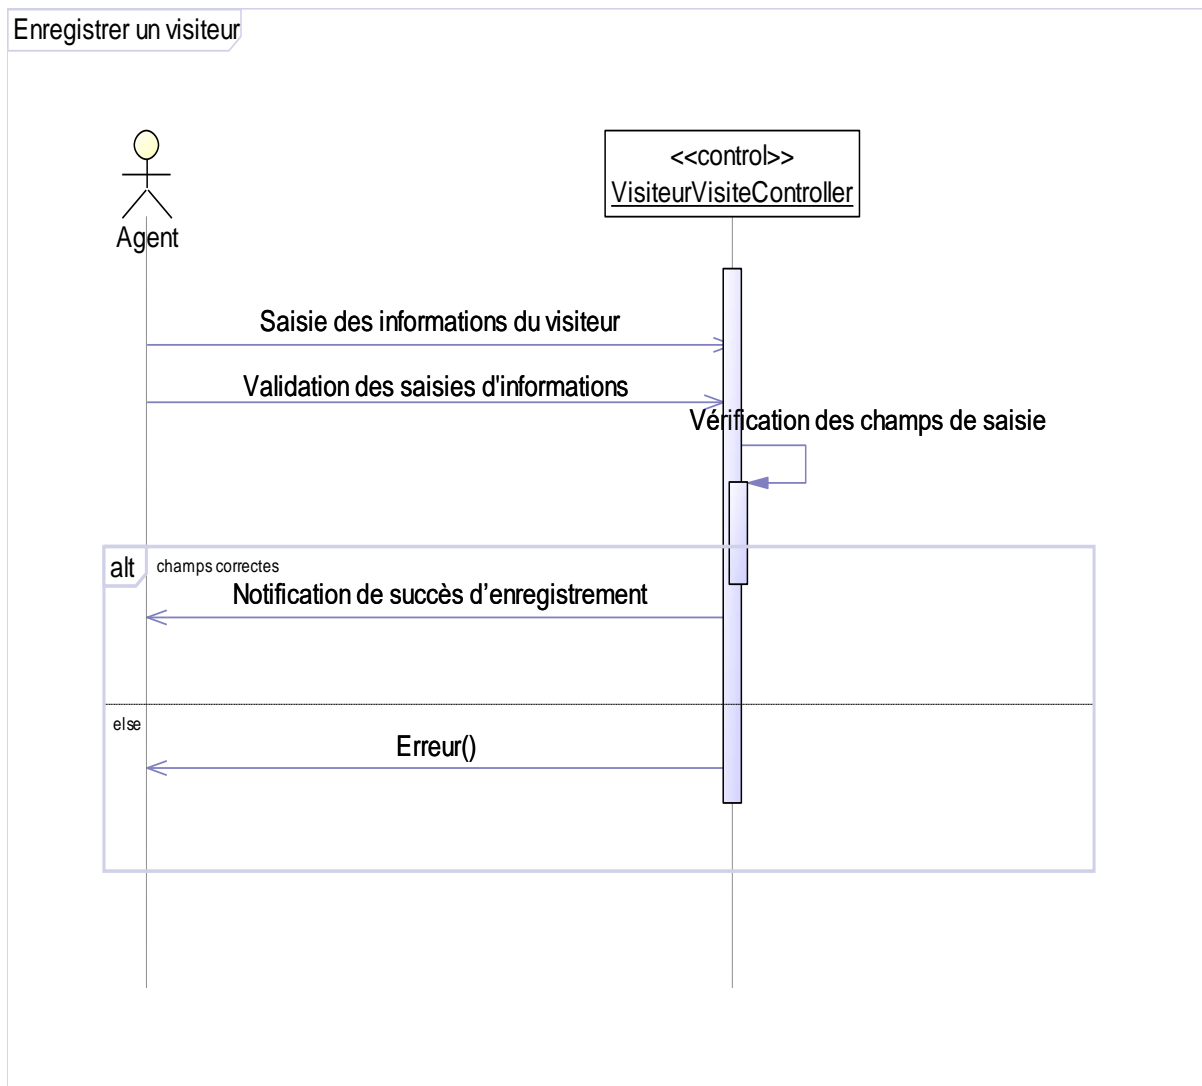 Enregistrer un visiteur
<<control>>
VisiteurVisiteController
Agent
Saisie des informations du visiteur
Validation des saisies d'informations
Vérification des champs de saisie
alt
champs correctes
Notification de succès d’enregistrement
else
Erreur()